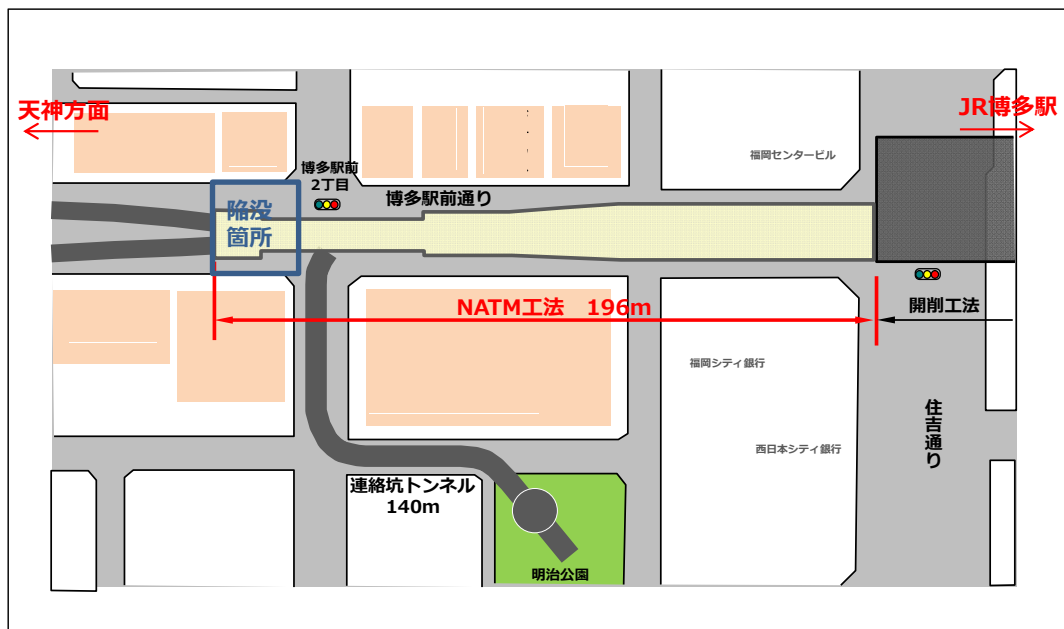 天神方面
JR博多駅
博多駅前
2丁目
福岡センタービル
陥没
箇所
博多駅前通り
NATM工法 196m
開削工法
福岡シティ銀行
住吉通り
西日本シティ銀行
連絡坑トンネル
140m
明治公園